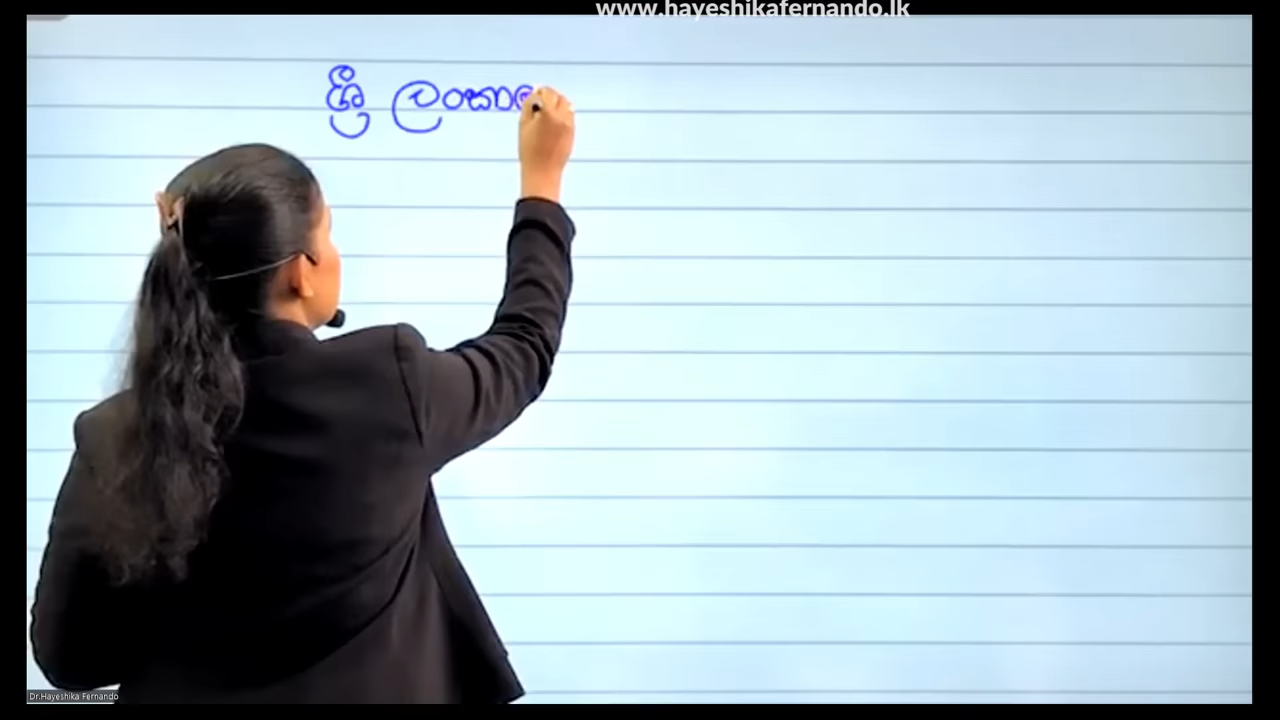 www.hayeshikafernando.lk
ශ්‍රී ලංකාවේ
Dr.Hayeshika Fernando